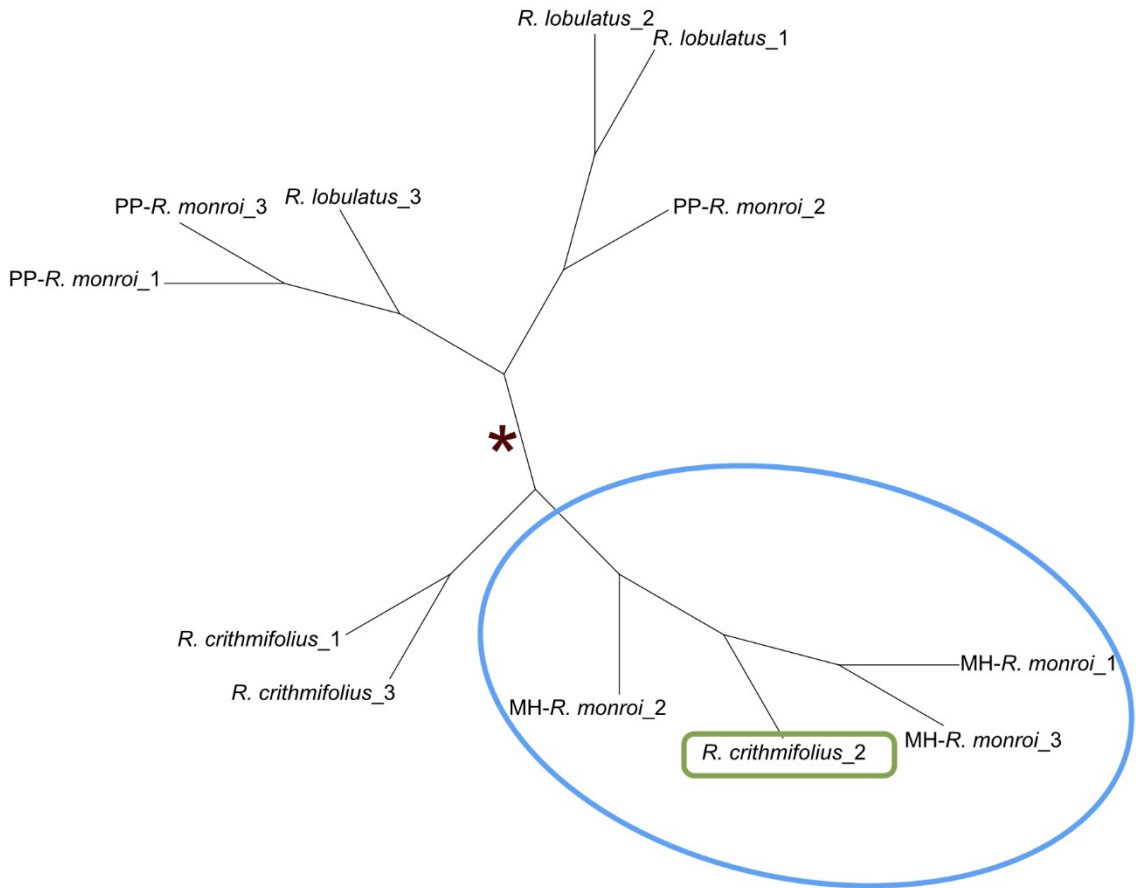 R. lobulatus_2
R. lobulatus_1
PP-R. monroi_3
R. lobulatus_3
PP-R. monroi_2
PP-R. monroi_1
*
R. crithmifolius_1
R. crithmifolius_3
MH-R. monroi_1
MH-R. monroi_2
MH-R. monroi_3
R. crithmifolius_2